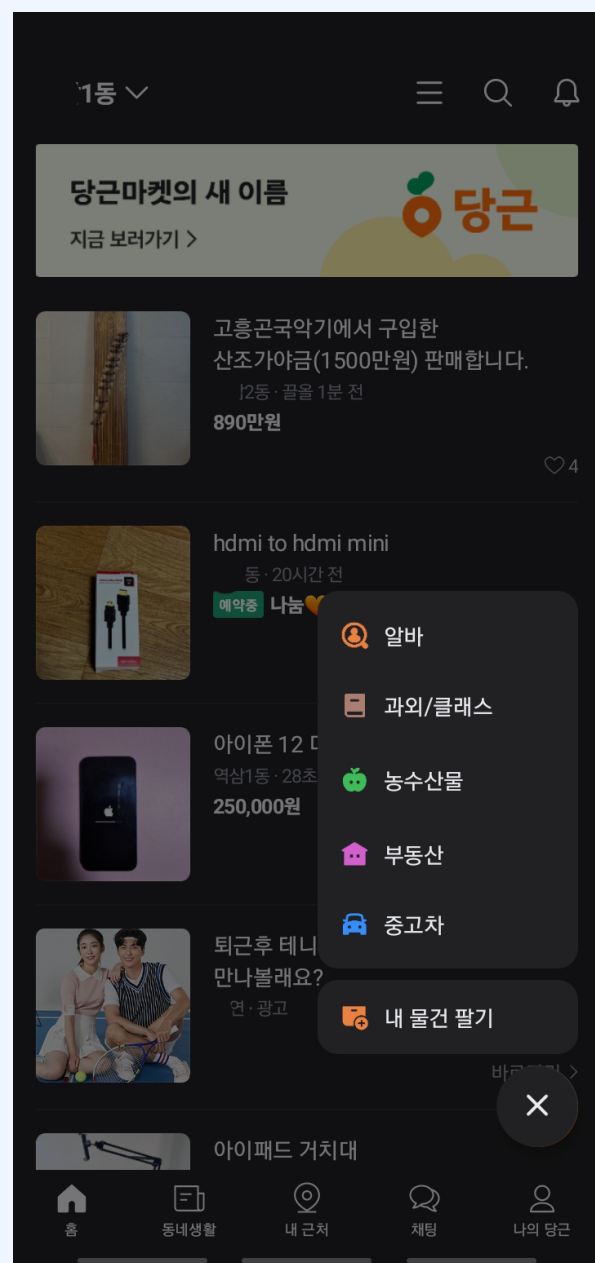 1동
당근마켓의 새 이름
지금 보러가기 >
당근
고흥곤국악기에서 구입한
산조가야금(1500만원) 판매합니다.
2동 · 끌올 1분 전
890만원
4
hdmi to hdmi mini
동 · 20시간 전
예약중 나눔🧡
알바
과외/클래스
아이폰 12
역삼1동 · 28초
농수산물
250,000원
부동산
중고차
퇴근후 테니
만나볼래요?
연 · 광고
내 물건 팔기
아이패드 거치대
홈
동네생활
내 근처
채팅
나의 당근